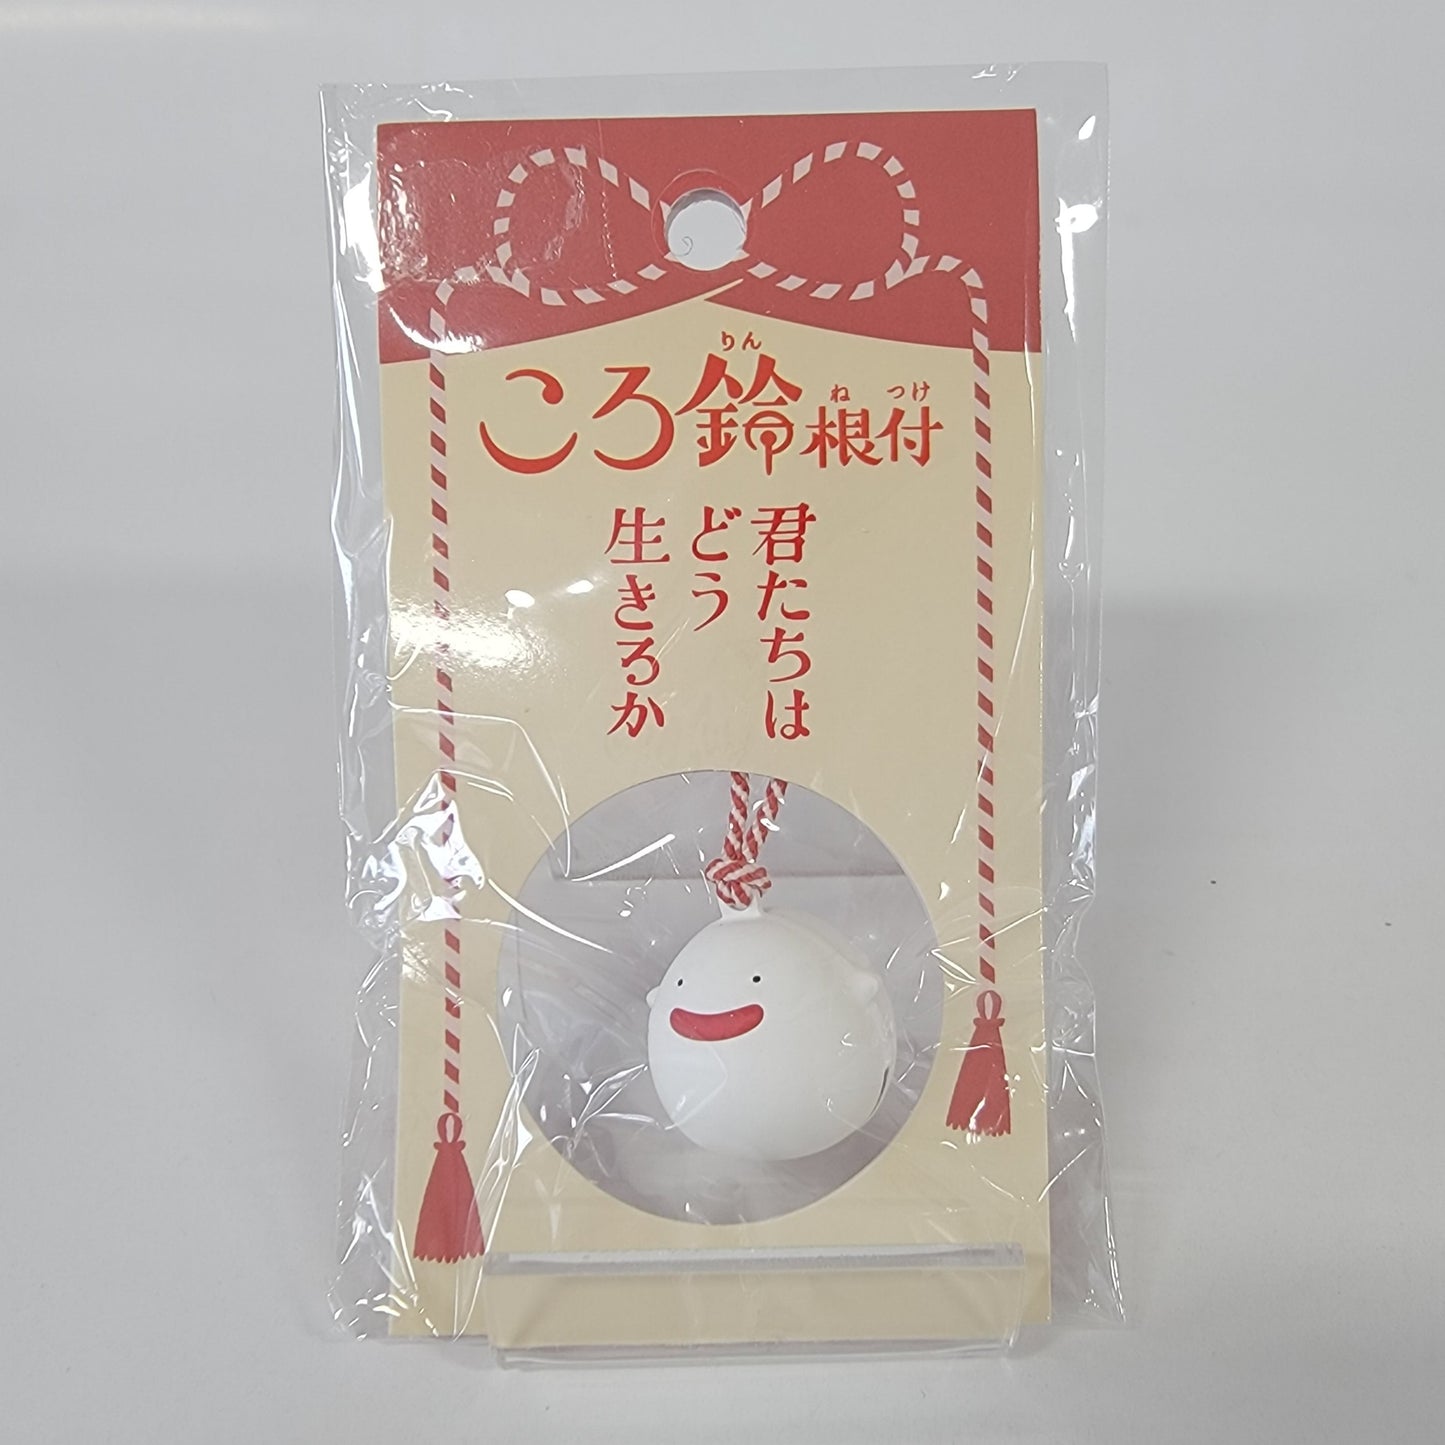 りん
ね つけ
ころ鈴根付
君たちは
どう
生きるか